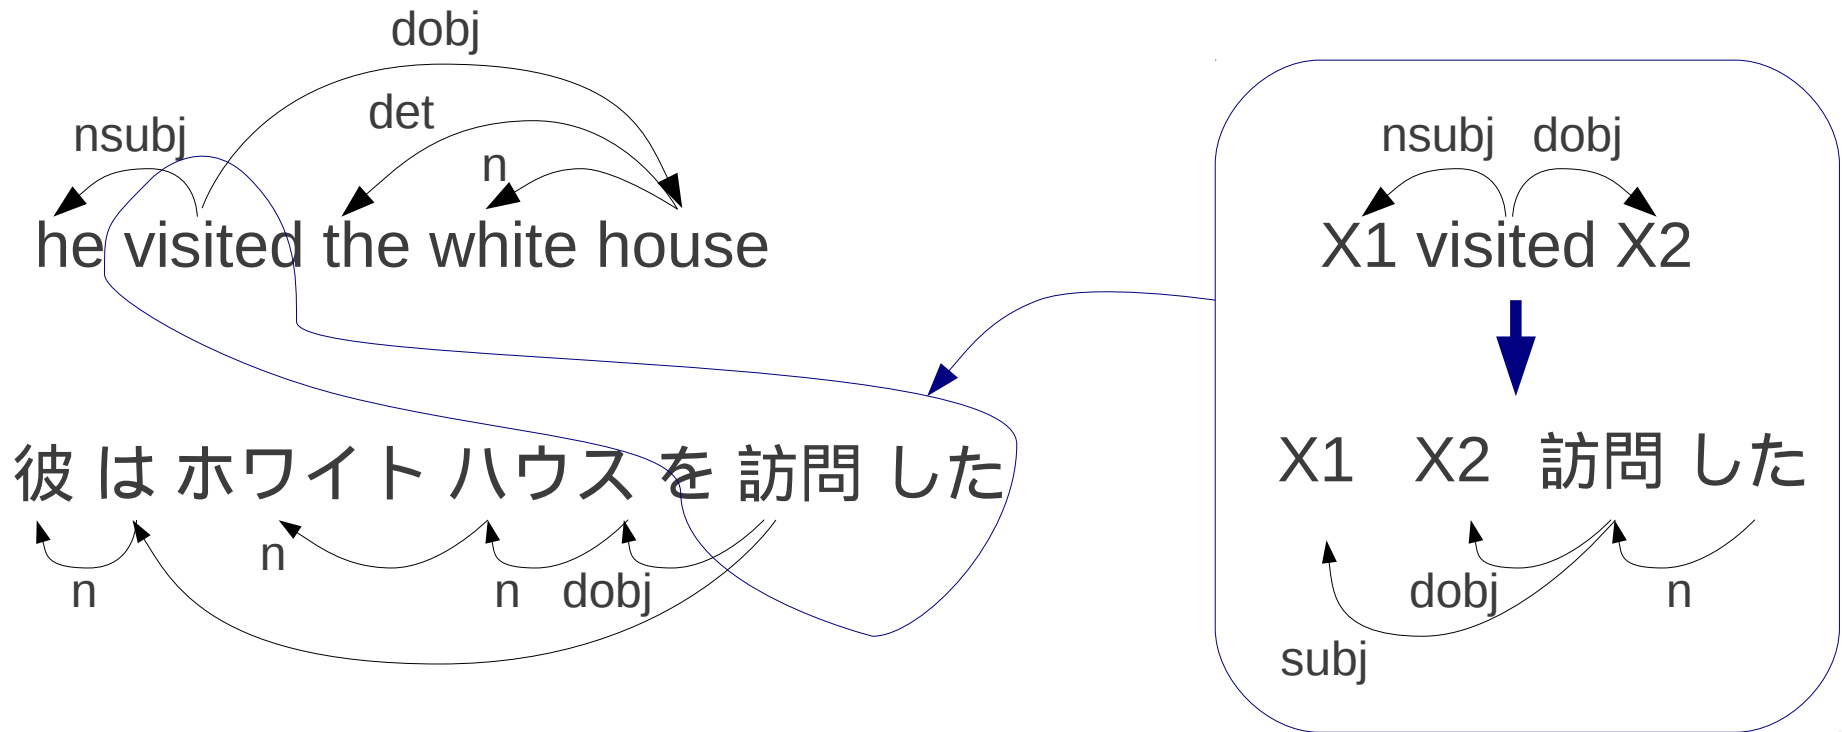 dobj
det
nsubj
n
he visited the white house
彼 は ホワイト ハウス を 訪問 した
n
n
n
dobj
nsubj dobj
X1 visited X2
X1 X2 訪問 した
dobj
n
subj